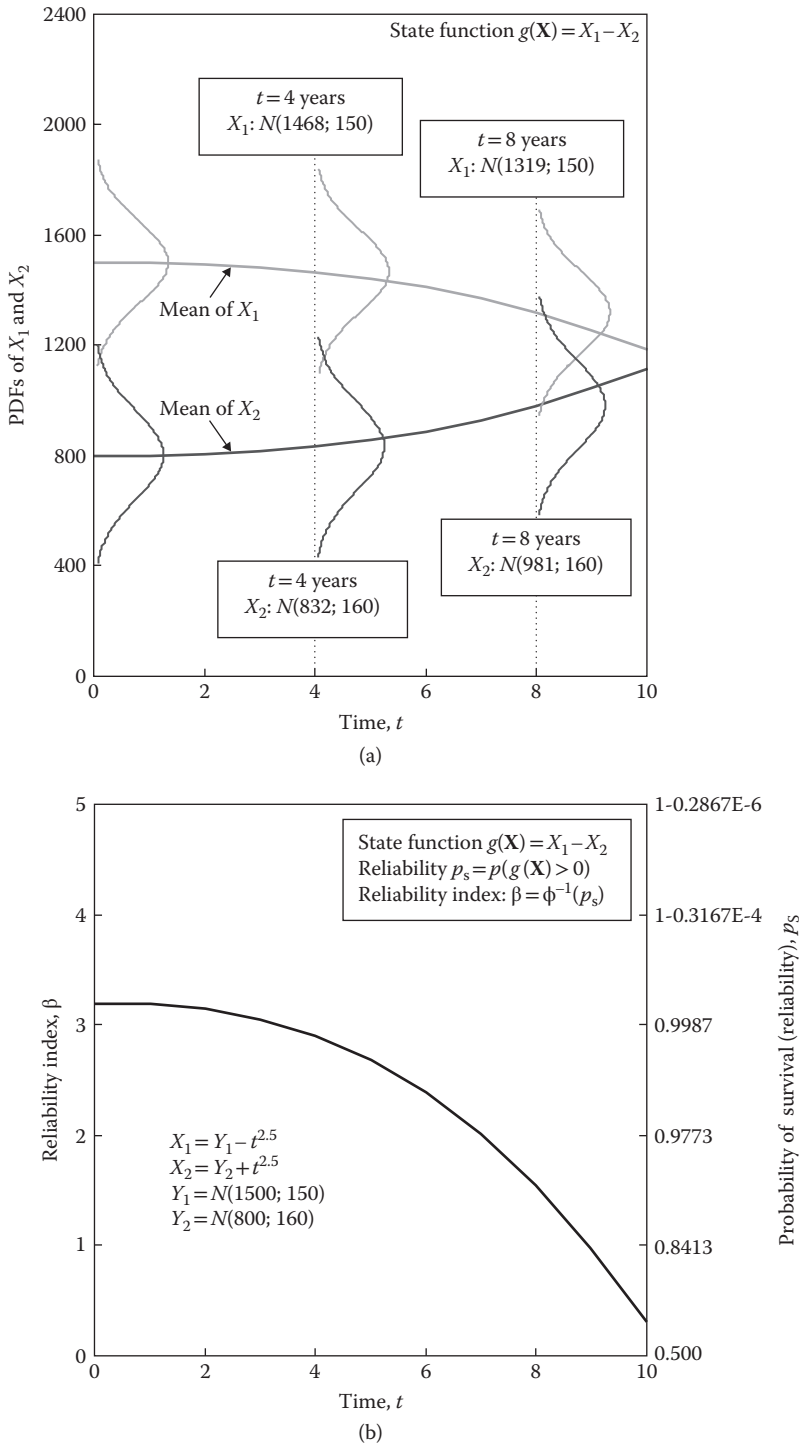 State function g(X) = X₁ – X₂
2400
2000
1600
1200
800
400
0
PDFs of X₁ and X₂
t = 4 years
X₁: N(1468; 150)
t = 8 years
X₁: N(1319; 150)
Mean of X₁
Mean of X₂
t = 4 years
X₂: N(832; 160)
t = 8 years
X₂: N(981; 160)
0 2 4 6 8 10
Time, t
(a)
State function g(X) = X₁ – X₂
Reliability pₛ = p(g(X) > 0)
Reliability index: β = ϕ⁻¹(pₛ)
5
4
3
2
1
0
Reliability index, β
X₁ = Y₁ – t^2.5
X₂ = Y₂ + t^2.5
Y₁ = N(1500; 150)
Y₂ = N(800; 160)
1-0.2867E-6
1-0.3167E-4
0.9987
0.9773
0.8413
0.500
Probability of survival (reliability), p_S
0 2 4 6 8 10
Time, t
(b)